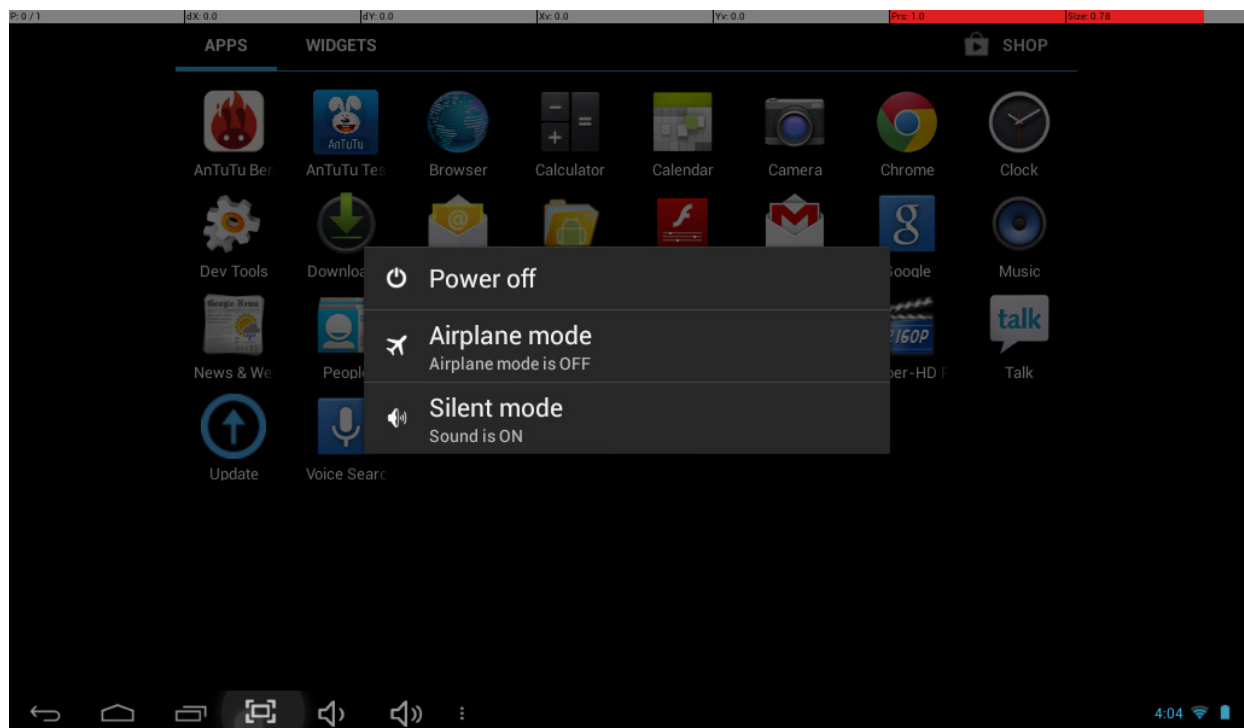 P: 0 / 1 dX: 0.0 dY: 0.0 Xv: 0.0 Yv: 0.0 Prs: 1.0 Size: 0.78
APPS WIDGETS SHOP
AnTuTu
AnTuTu Ben AnTuTu Tes Browser Calculator Calendar Camera Chrome Clock
Dev Tools Downloa oogle Music
Power off
Airplane mode
Airplane mode is OFF
Silent mode
Sound is ON
Google News
2160P
talk
News & We People per-HD Talk
Update Voice Searc
4:04